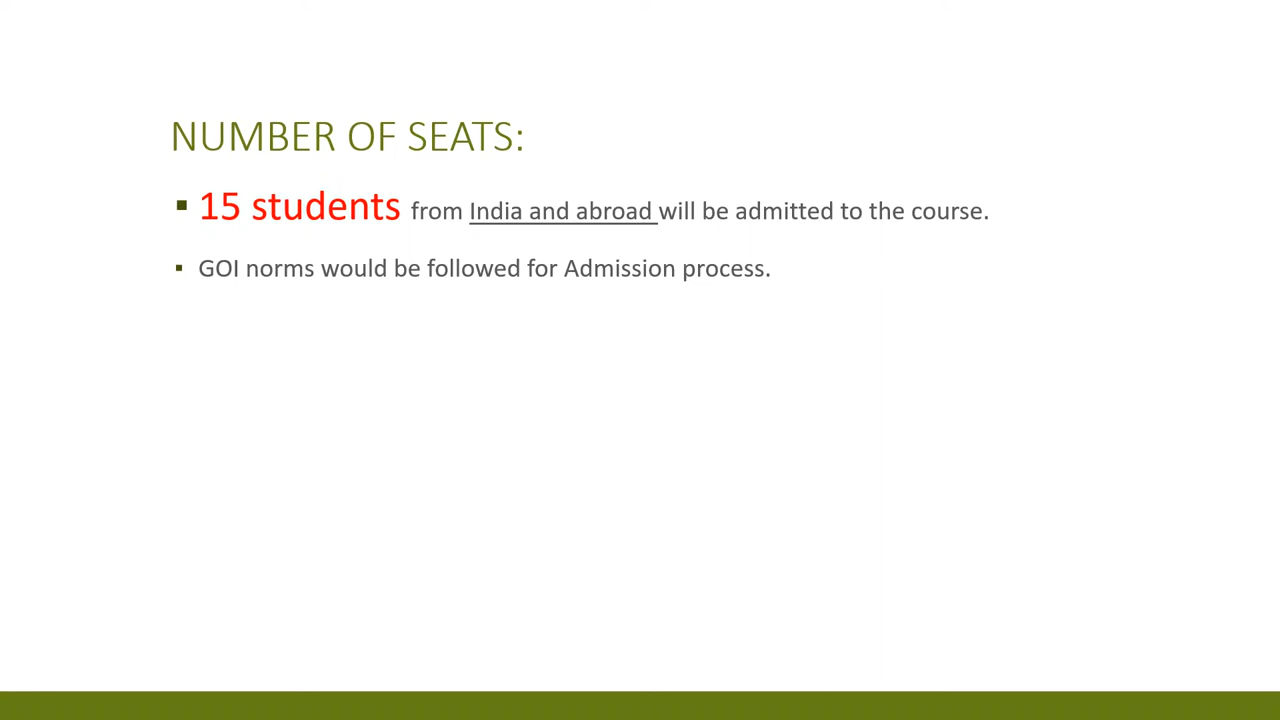 NUMBER OF SEATS:
▪ 15 students from India and abroad will be admitted to the course.
▪ GOI norms would be followed for Admission process.